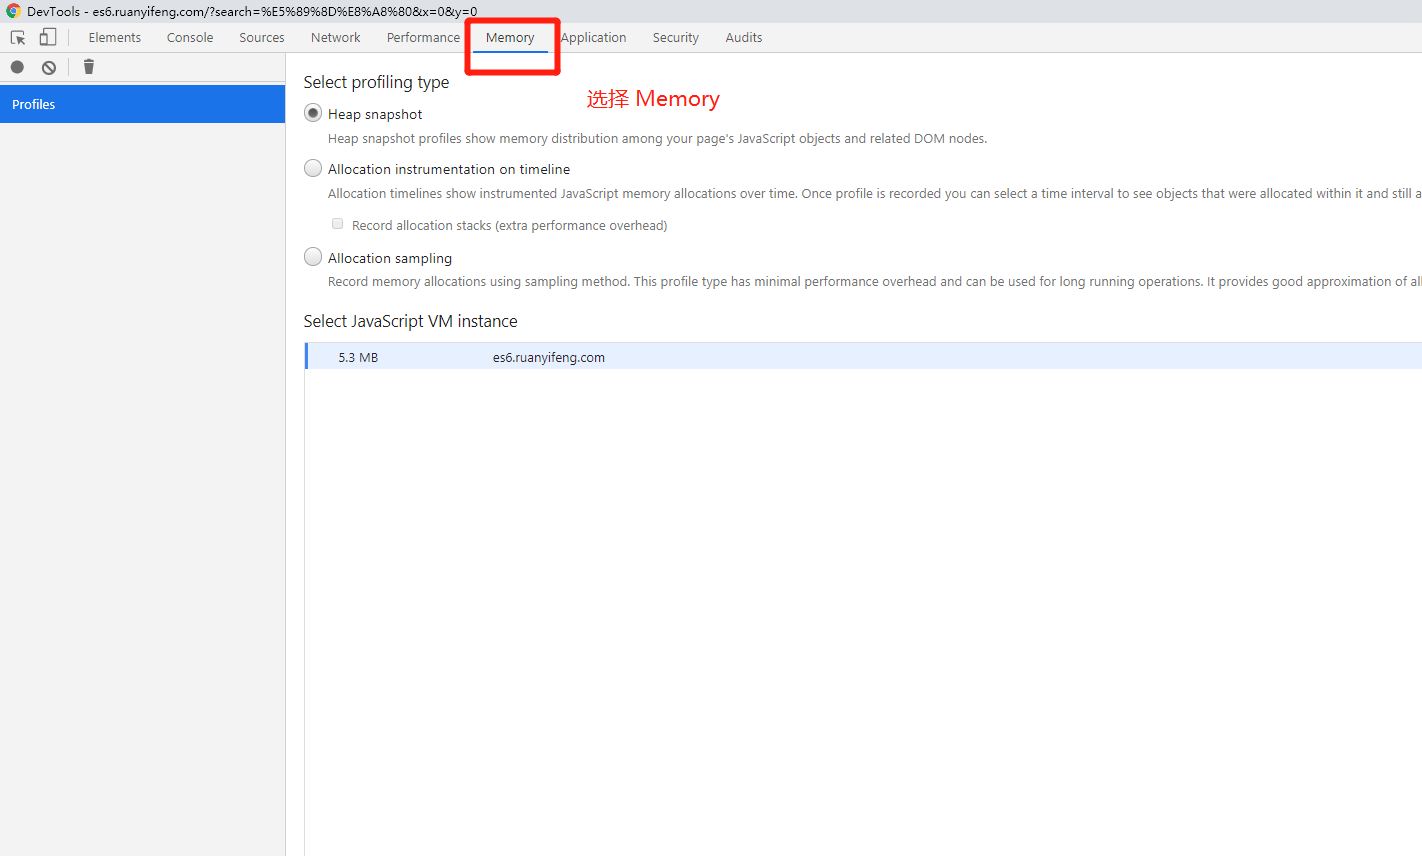 DevTools - es6.ruanyifeng.com/?search=%E5%89%8D%E8%A8%80&x=0&y=0
Elements Console Sources Network Performance Memory Application Security Audits
Profiles
Select profiling type
选择 Memory
Heap snapshot
Heap snapshot profiles show memory distribution among your page's JavaScript objects and related DOM nodes.
Allocation instrumentation on timeline
Allocation timelines show instrumented JavaScript memory allocations over time. Once profile is recorded you can select a time interval to see objects that were allocated within it and still a
Record allocation stacks (extra performance overhead)
Allocation sampling
Record memory allocations using sampling method. This profile type has minimal performance overhead and can be used for long running operations. It provides good approximation of all
Select JavaScript VM instance
5.3 MB es6.ruanyifeng.com